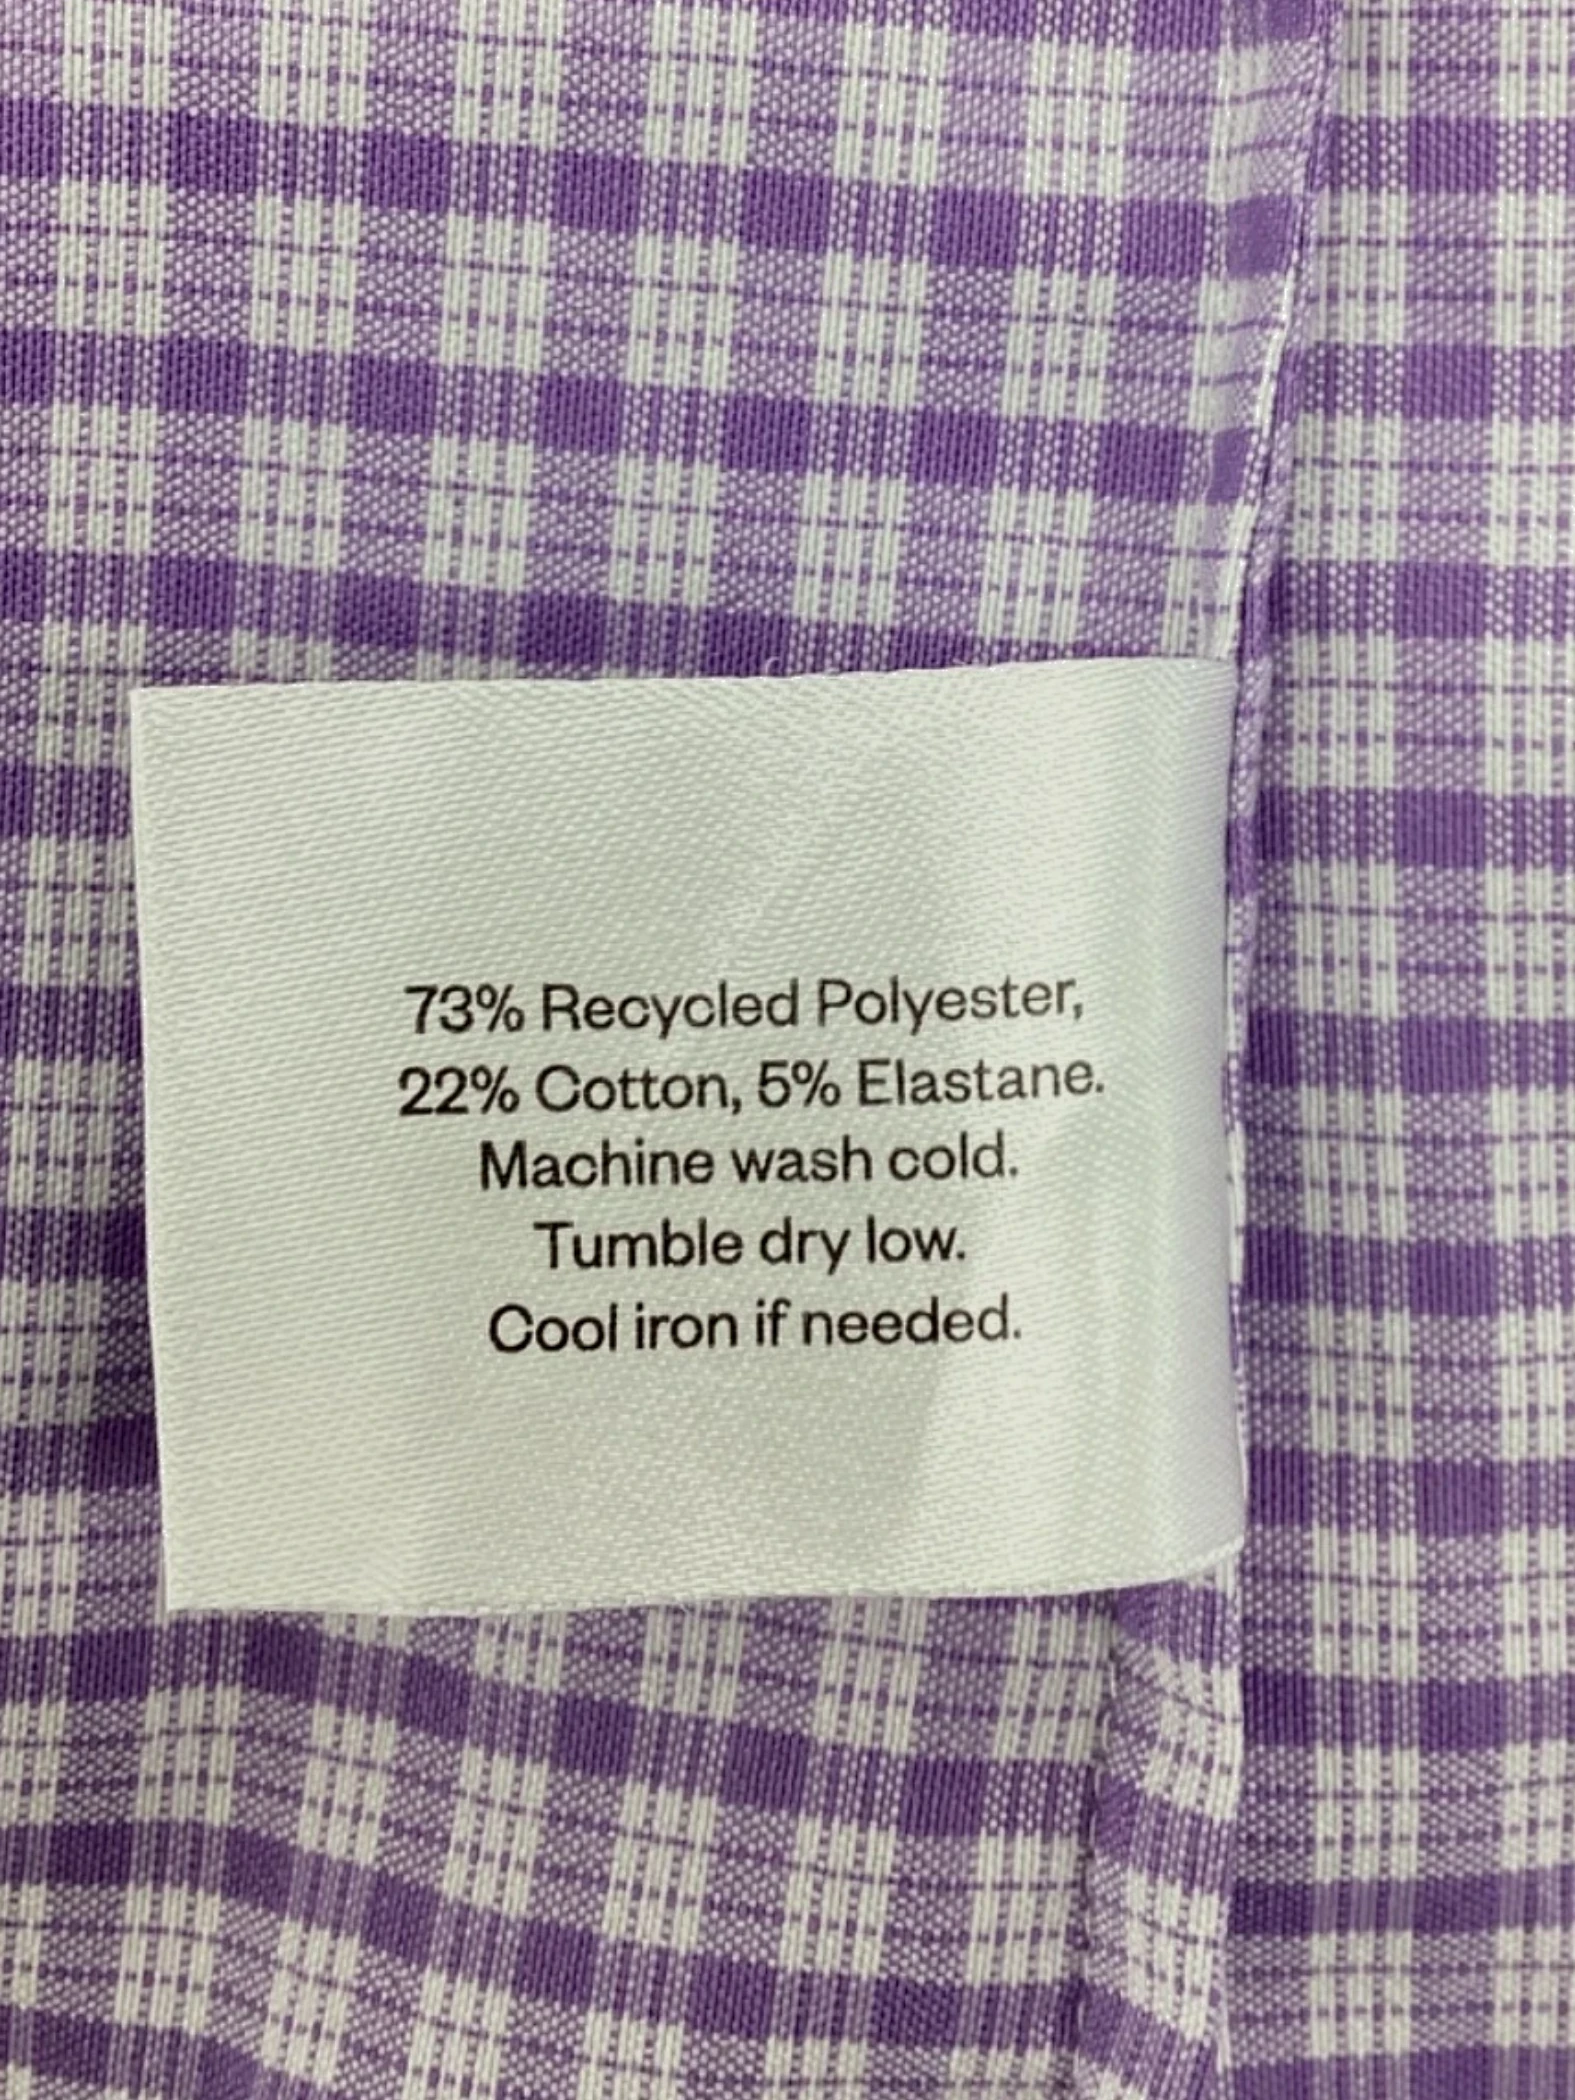 73% Recycled Polyester,
22% Cotton, 5% Elastane.
Machine wash cold.
Tumble dry low.
Cool iron if needed.